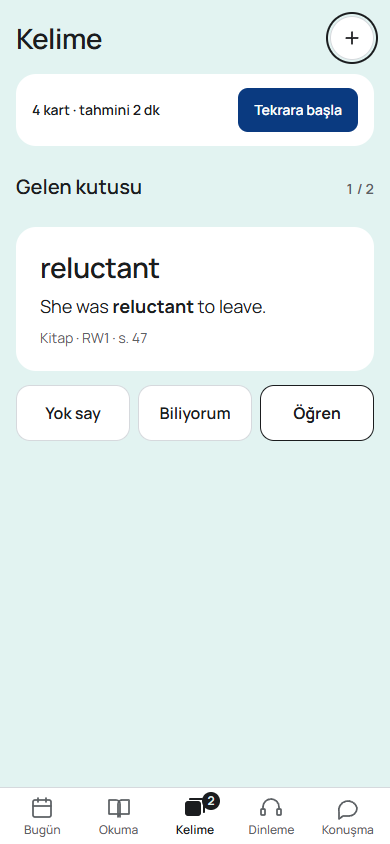 Kelime
4 kart · tahmini 2 dk
Tekrara başla
Gelen kutusu
1 / 2
reluctant
She was reluctant to leave.
Kitap · RW1 · s. 47
Yok say
Biliyorum
Öğren
2
Bugün
Okuma
Kelime
Dinleme
Konuşma